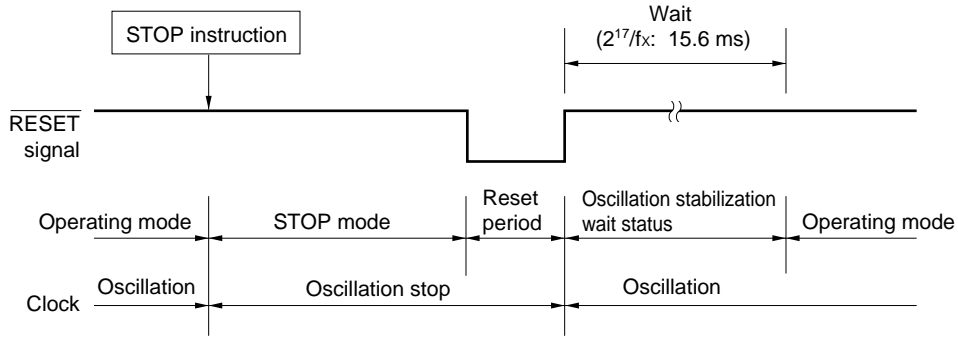 STOP instruction
Wait
(2¹⁷/fx: 15.6 ms)
RESET
signal
Operating mode
STOP mode
Reset
period
Oscillation stabilization
wait status
Operating mode
Clock
Oscillation
Oscillation stop
Oscillation